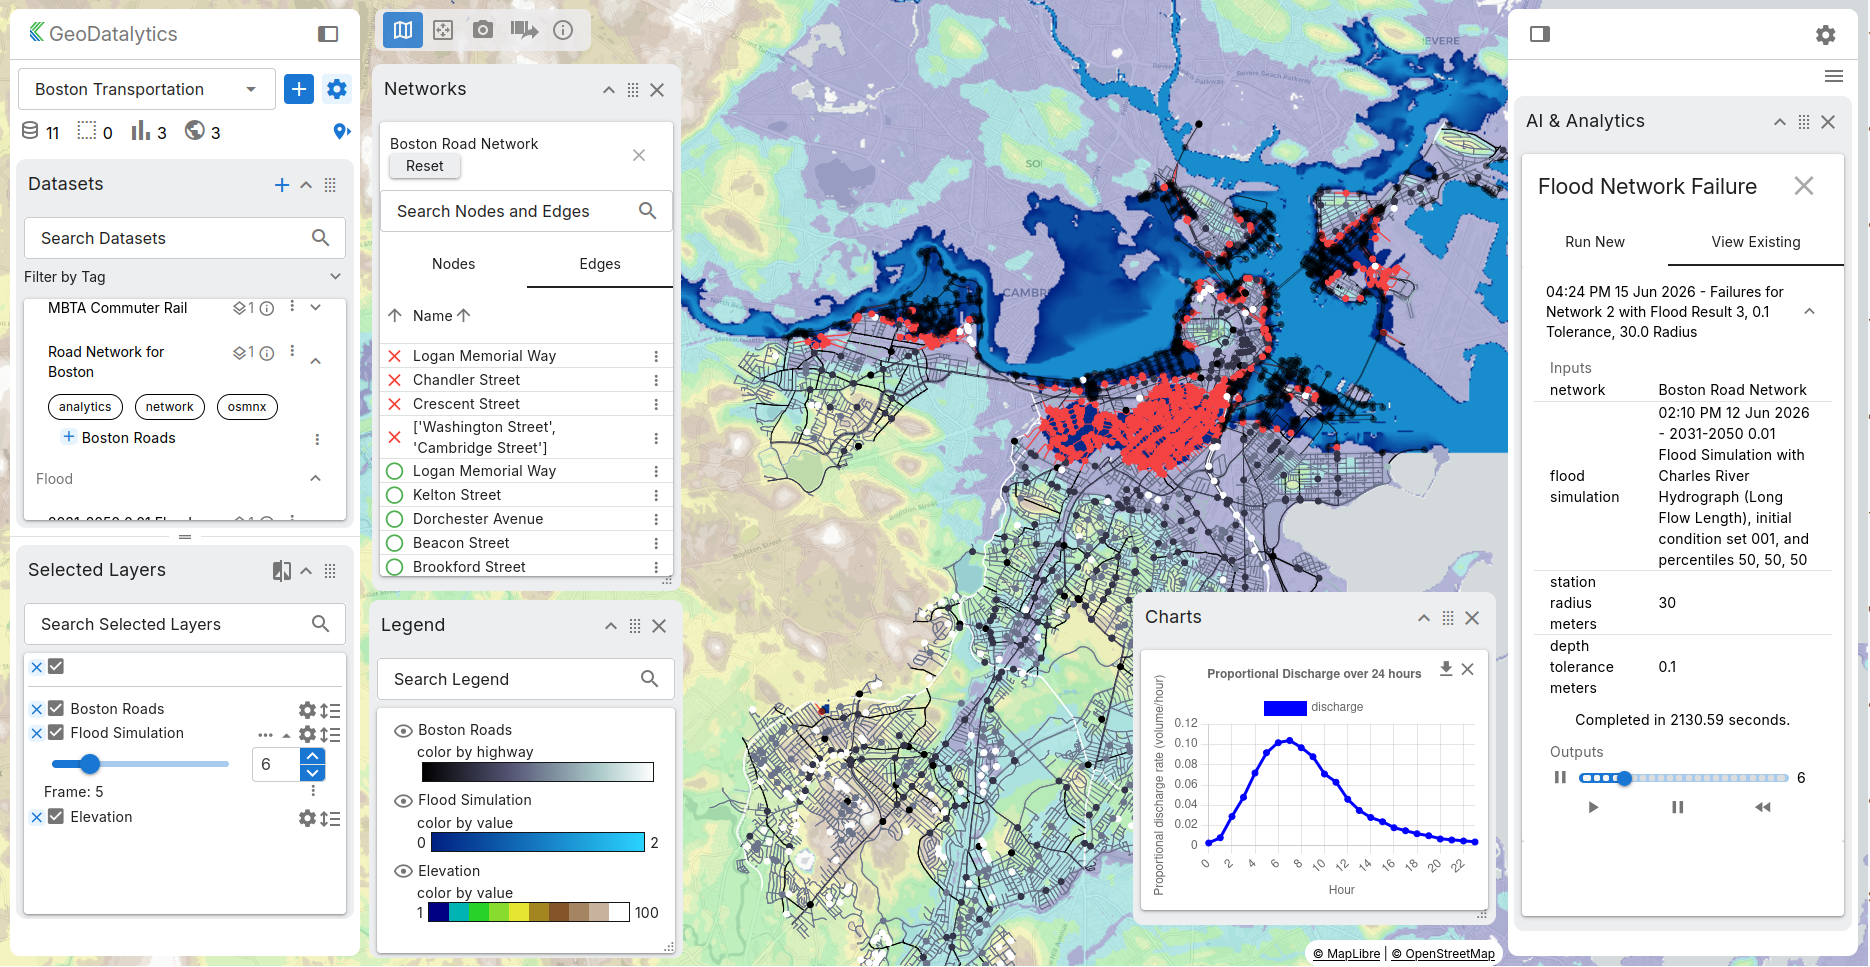 GeoDatalytics
Boston Transportation
11
0
3
3
Datasets
Search Datasets
Filter by Tag
MBTA Commuter Rail
1
Road Network for
Boston
1
analytics
network
osmnx
Boston Roads
Flood
Selected Layers
Search Selected Layers
Boston Roads
Flood Simulation
6
Frame: 5
Elevation
Networks
Boston Road Network
Reset
Search Nodes and Edges
Nodes
Edges
Name
Logan Memorial Way
Chandler Street
Crescent Street
['Washington Street',
'Cambridge Street']
Logan Memorial Way
Kelton Street
Dorchester Avenue
Beacon Street
Brookford Street
Legend
Search Legend
Boston Roads
color by highway
Flood Simulation
color by value
0
2
Elevation
color by value
1
100
EVERE
SO
CAMBR
Charts
Proportional Discharge over 24 hours
discharge
Proportional discharge rate (volume/hour)
0.12
0.10
0.08
0.06
0.04
0.02
0
0
2
4
6
8
10
12
14
16
18
20
22
Hour
© MapLibre | © OpenStreetMap
AI & Analytics
Flood Network Failure
Run New
View Existing
04:24 PM 15 Jun 2026 - Failures for
Network 2 with Flood Result 3, 0.1
Tolerance, 30.0 Radius
Inputs
network
Boston Road Network
flood
simulation
02:10 PM 12 Jun 2026
- 2031-2050 0.01
Flood Simulation with
Charles River
Hydrograph (Long
Flow Length), initial
condition set 001, and
percentiles 50, 50, 50
station
radius
meters
30
depth
tolerance
meters
0.1
Completed in 2130.59 seconds.
Outputs
6